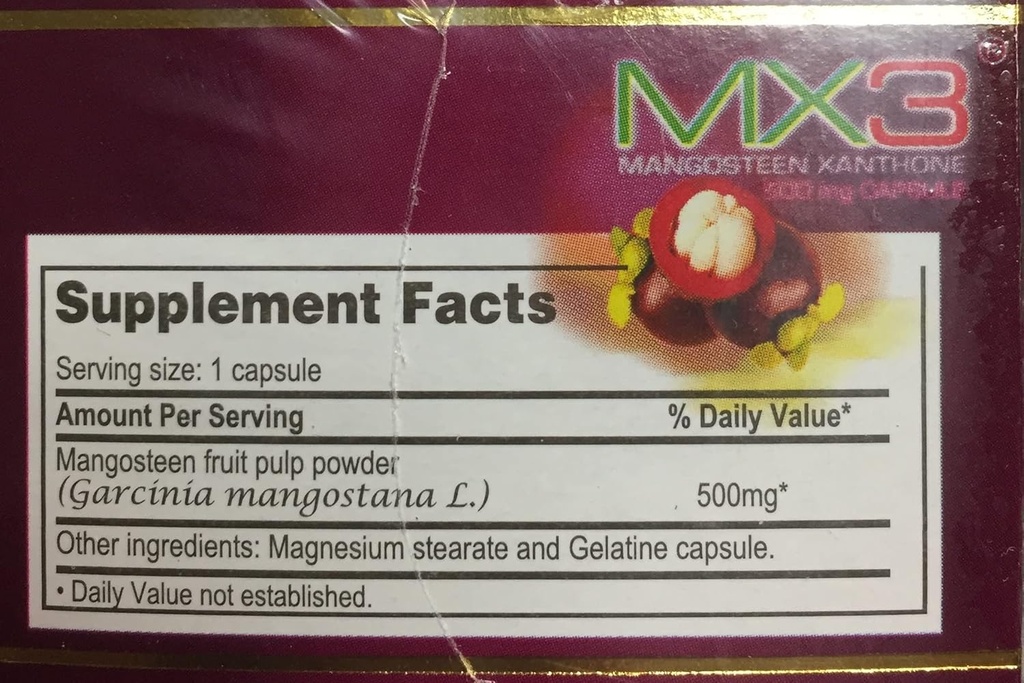 ®
MX3
MANGOSTEEN XANTHONE
500 mg CAPSULE
Supplement Facts
Serving size: 1 capsule
Amount Per Serving % Daily Value*
Mangosteen fruit pulp powder
(Garcinia mangostana L.) 500mg*
Other ingredients: Magnesium stearate and Gelatine capsule.
• Daily Value not established.